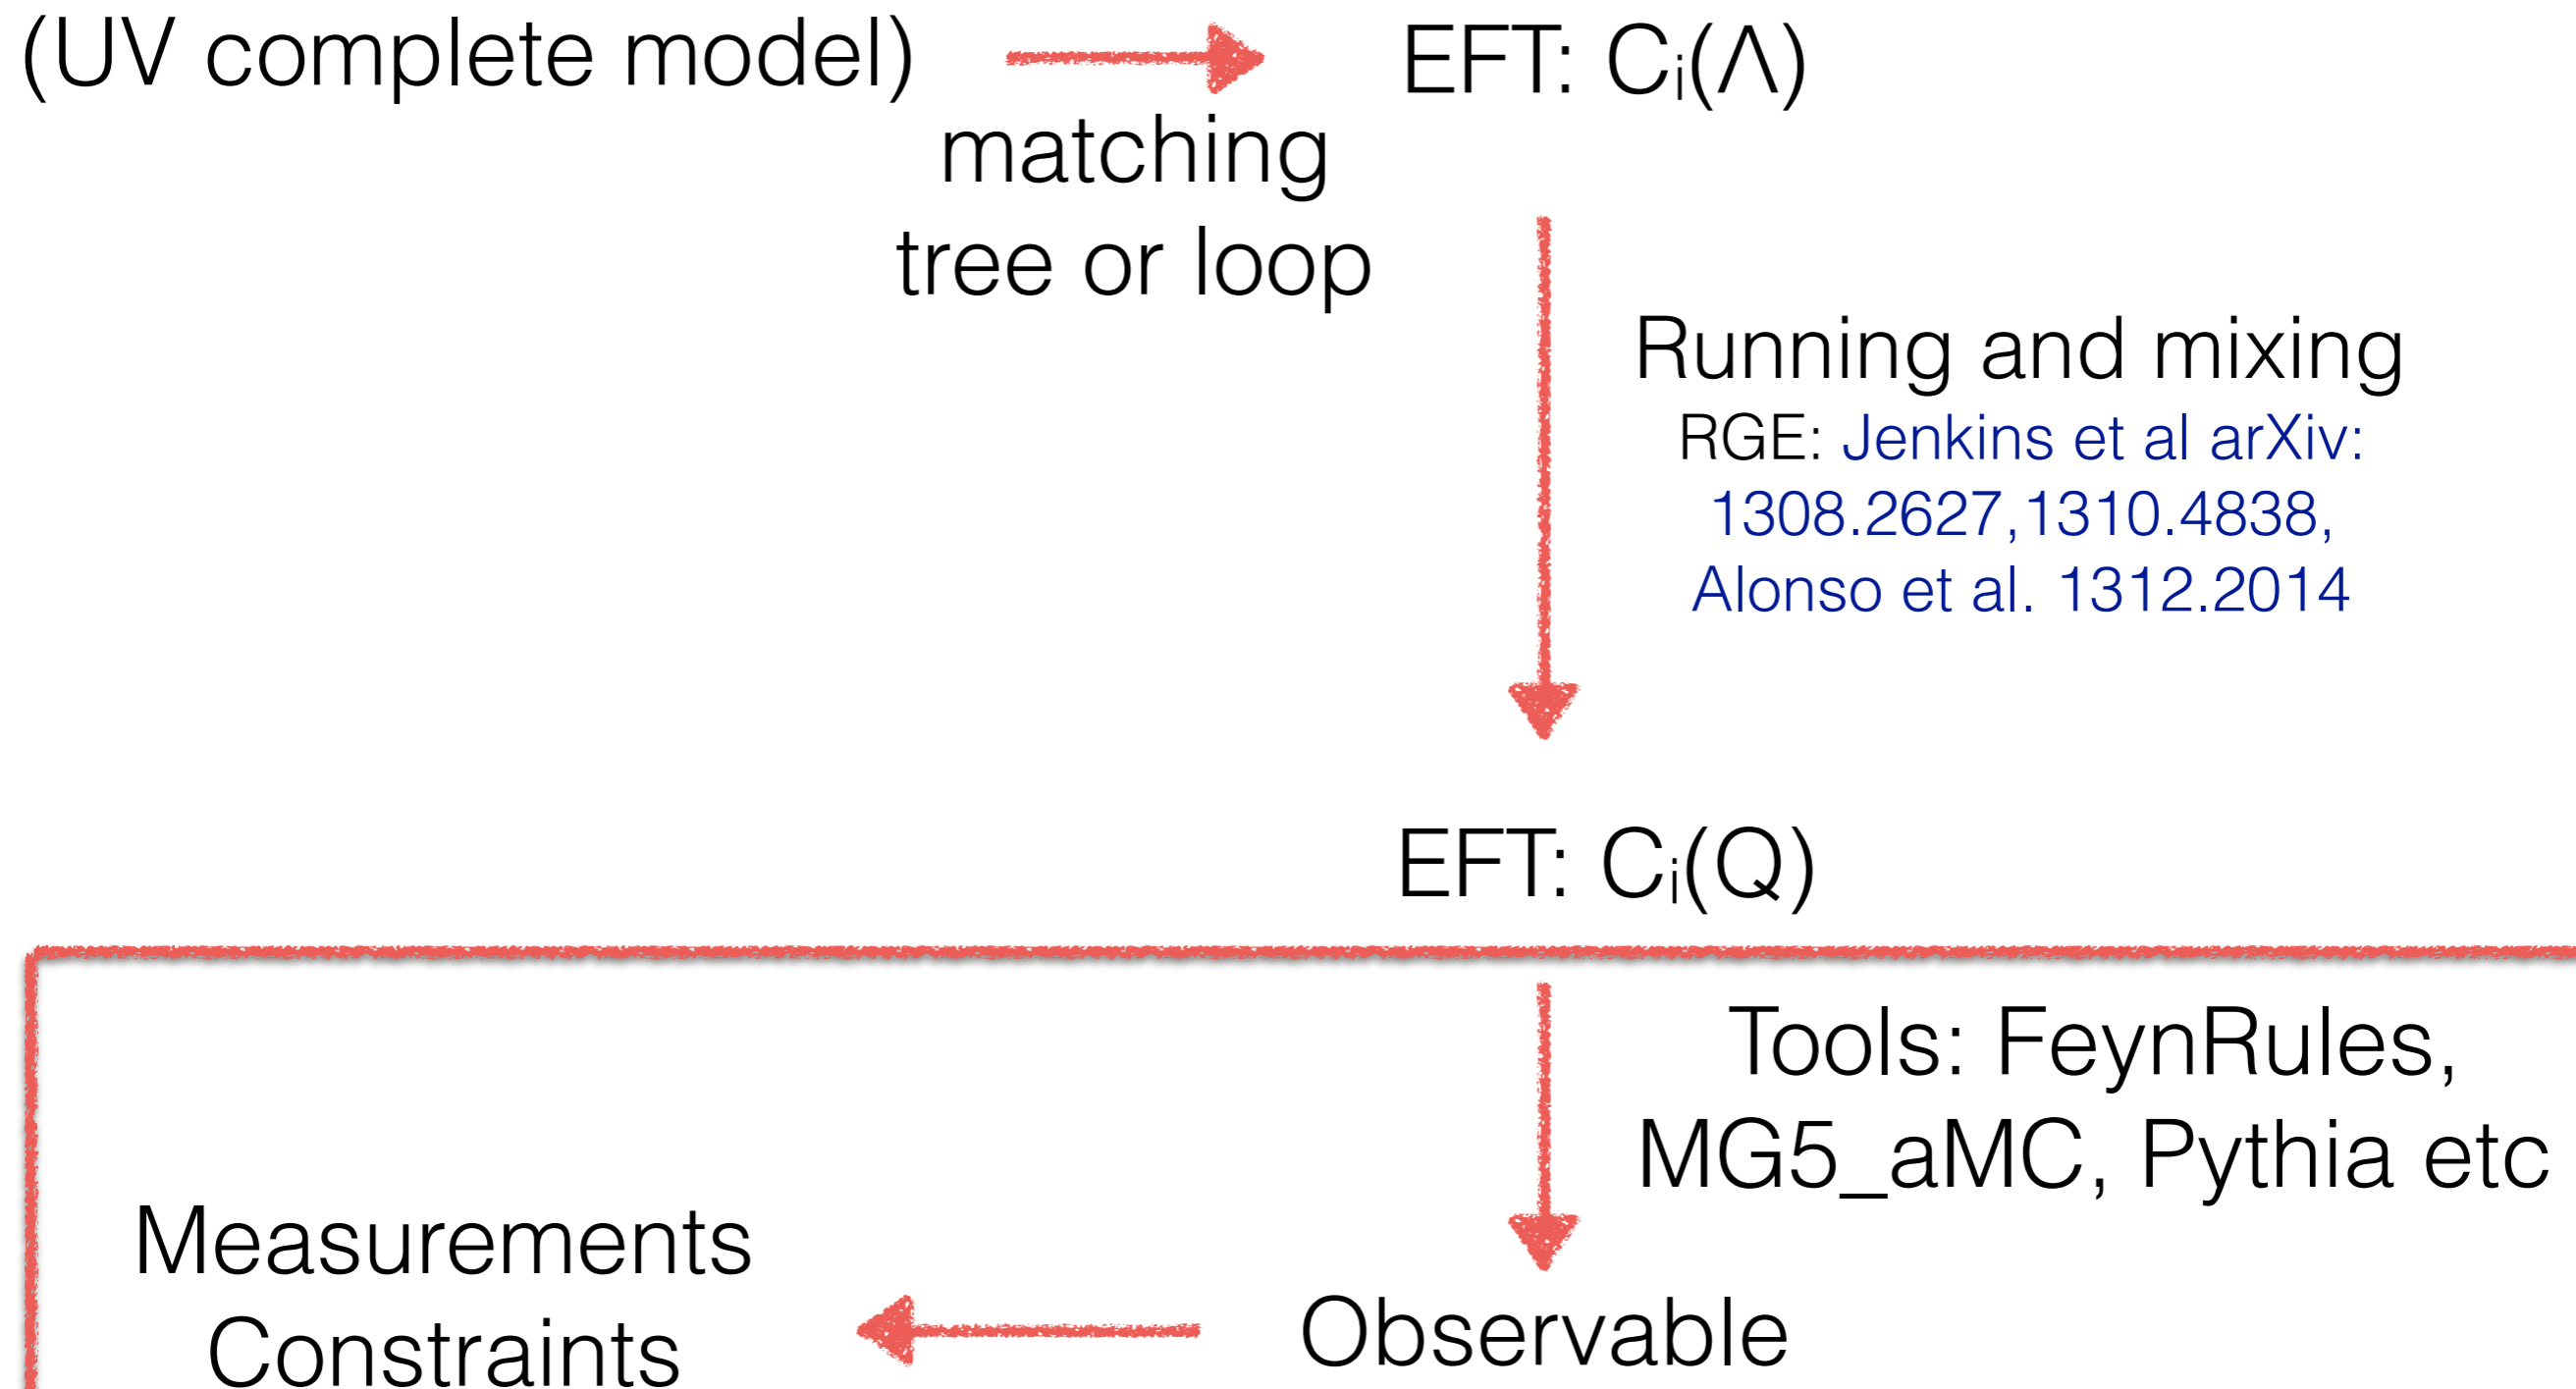 (UV complete model)
EFT: Cᵢ(Λ)
matching
tree or loop
Running and mixing
RGE: Jenkins et al arXiv:
1308.2627,1310.4838,
Alonso et al. 1312.2014
EFT: Cᵢ(Q)
Tools: FeynRules,
MG5_aMC, Pythia etc
Measurements
Constraints
Observable